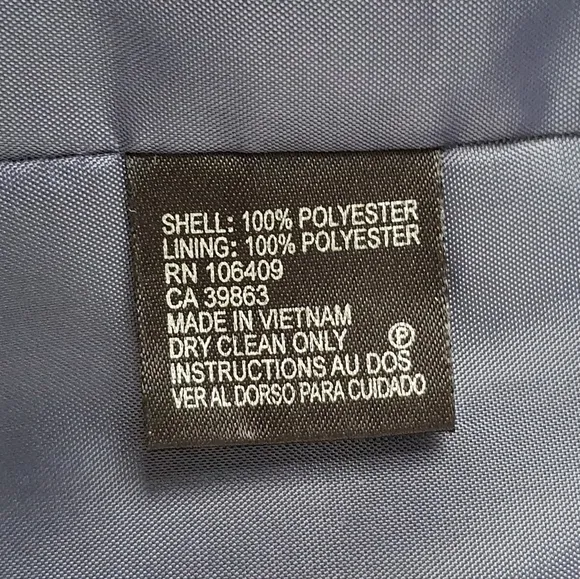 SHELL: 100% POLYESTER
LINING: 100% POLYESTER
RN 106409
CA 39863
MADE IN VIETNAM
DRY CLEAN ONLY Ⓟ
INSTRUCTIONS AU DOS
VER AL DORSO PARA CUIDADO